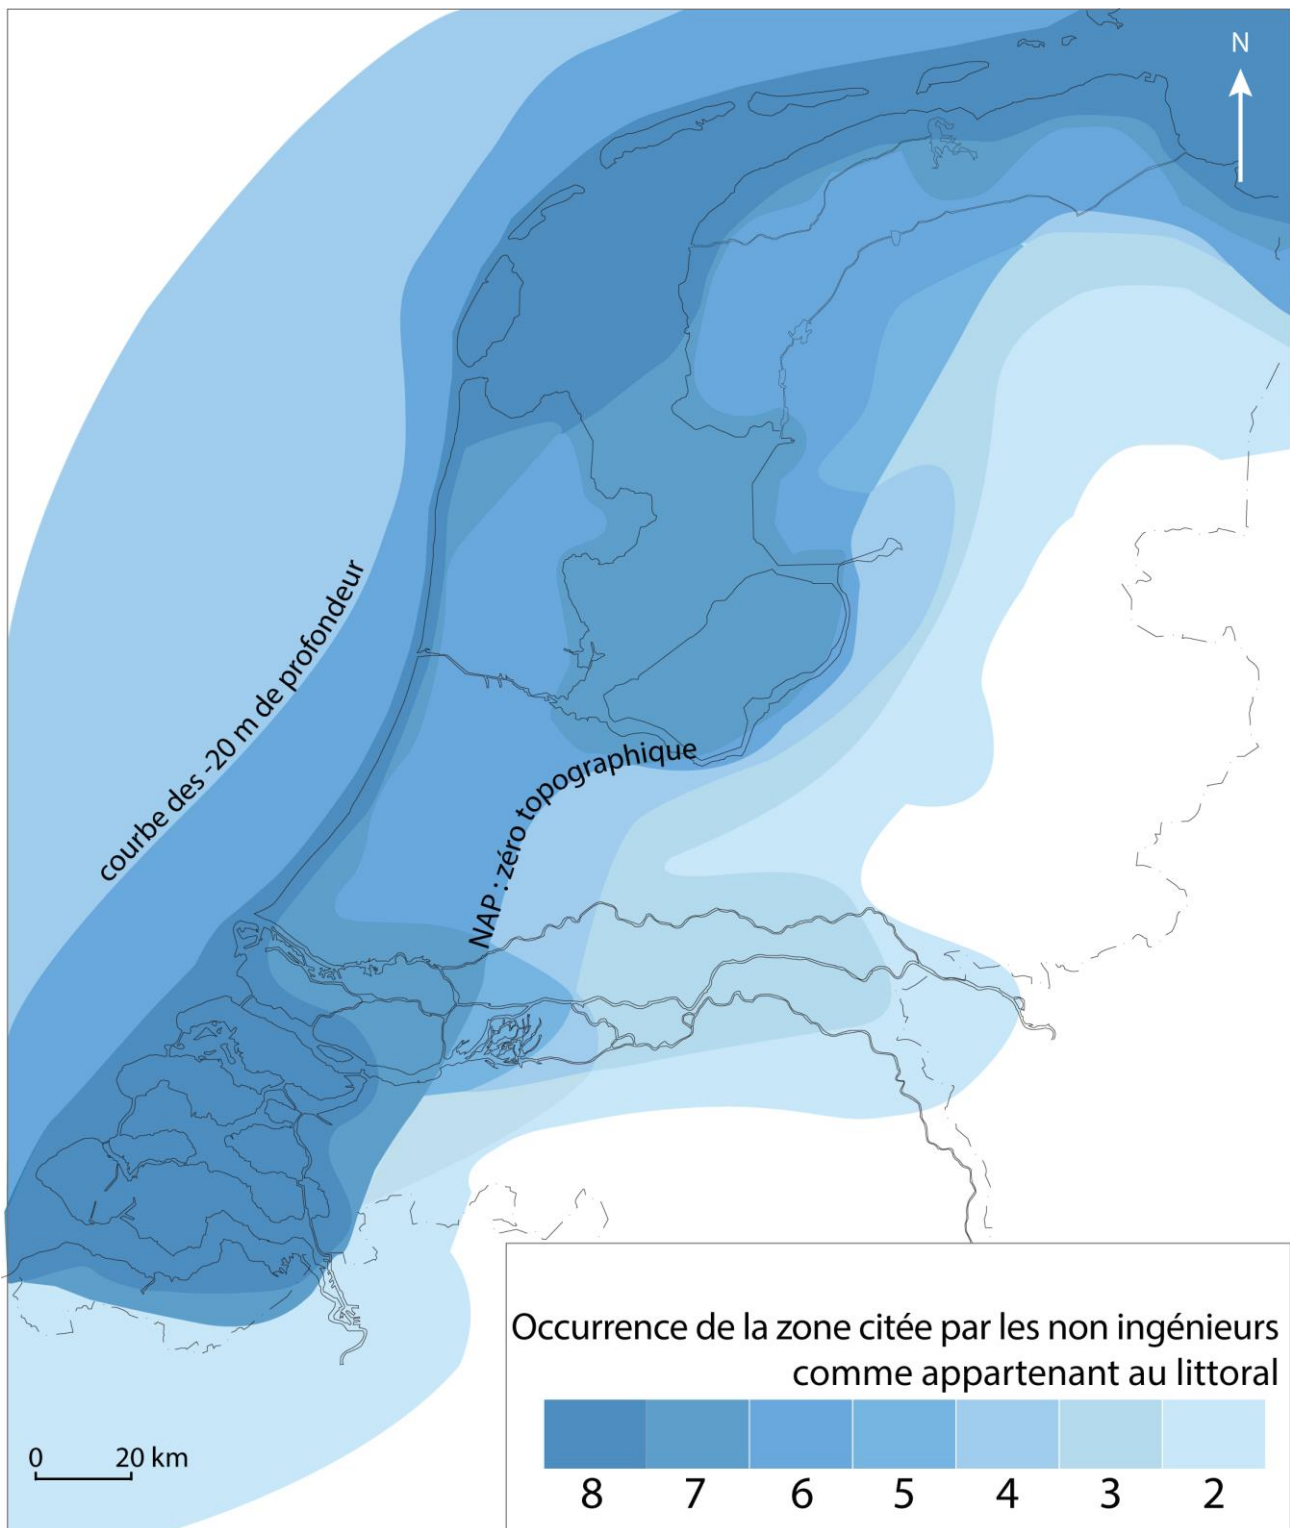 N
courbe des -20 m de profondeur
NAP : zéro topographique
Occurrence de la zone citée par les non ingénieurs
comme appartenant au littoral
0 20 km
8 7 6 5 4 3 2